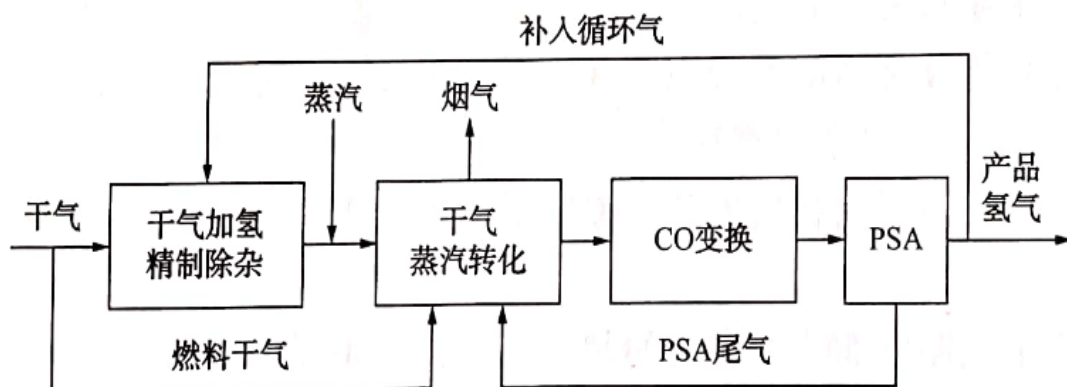 补入循环气
蒸汽
烟气
产品
氢气
干气
干气加氢
精制除杂
干气
蒸汽转化
CO变换
PSA
燃料干气
PSA尾气